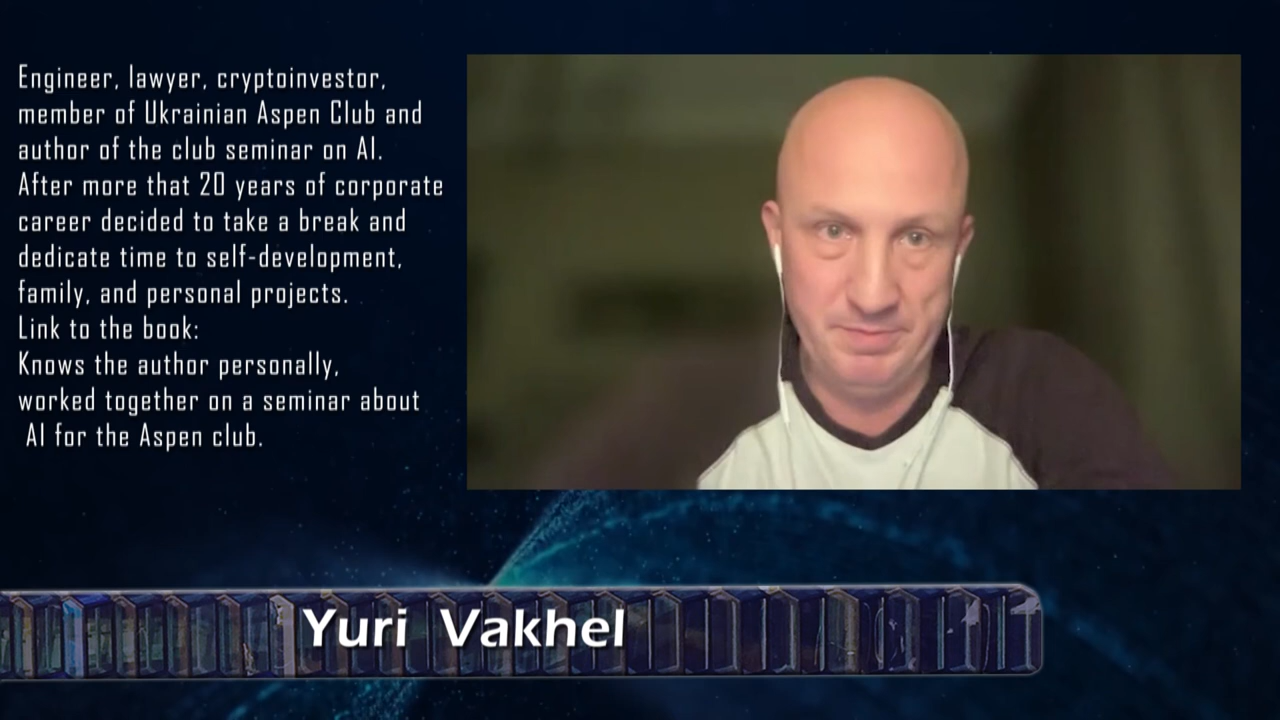 Engineer, lawyer, cryptoinvestor,
member of Ukrainian Aspen Club and
author of the club seminar on AI.
After more that 20 years of corporate
career decided to take a break and
dedicate time to self-development,
family, and personal projects.
Link to the book:
Knows the author personally,
worked together on a seminar about
AI for the Aspen club.
Yuri Vakhel